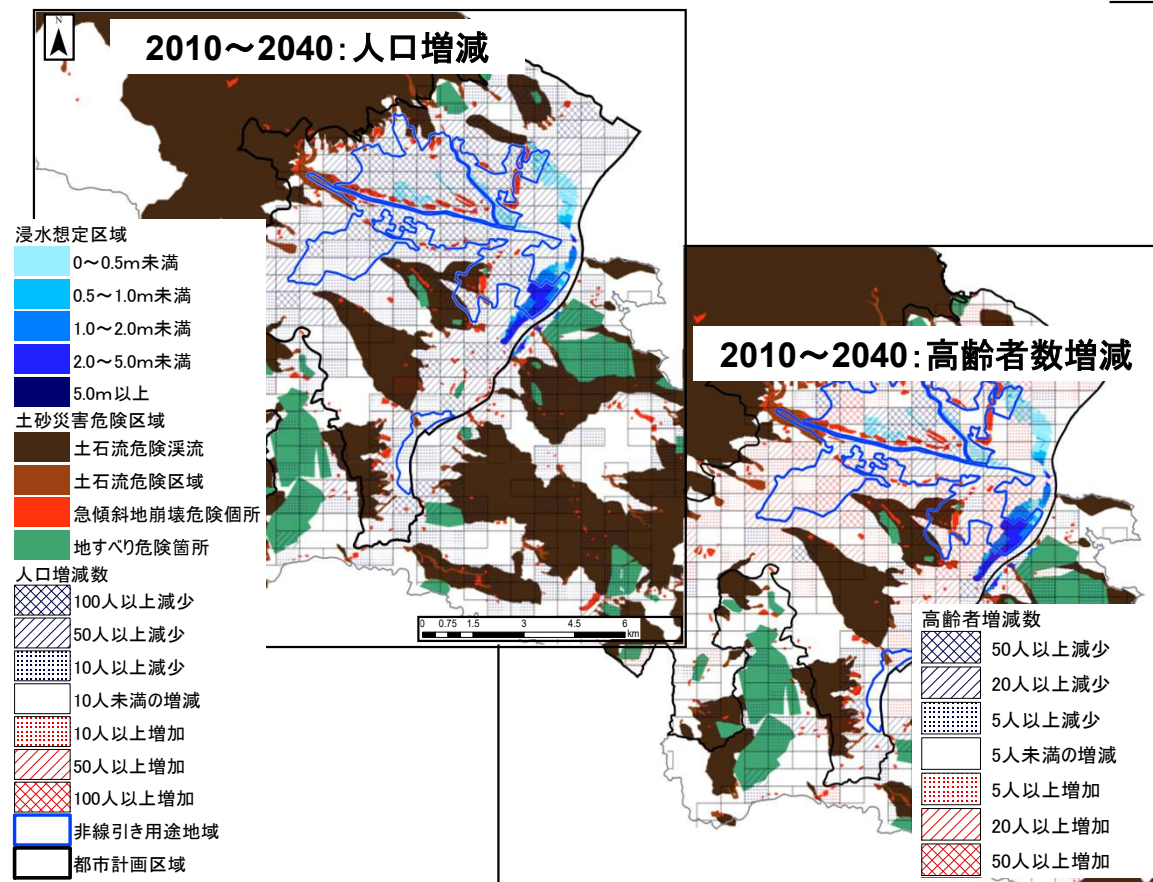 N
2010～2040：人口増減
浸水想定区域
0～0.5m未満
0.5～1.0m未満
1.0～2.0m未満
2.0～5.0m未満
5.0m以上
土砂災害危険区域
土石流危険渓流
土石流危険区域
急傾斜地崩壊危険個所
地すべり危険箇所
人口増減数
100人以上減少
50人以上減少
10人以上減少
10人未満の増減
10人以上増加
50人以上増加
100人以上増加
非線引き用途地域
都市計画区域
0 0.75 1.5 3 4.5 6
km
2010～2040：高齢者数増減
高齢者増減数
50人以上減少
20人以上減少
5人以上減少
5人未満の増減
5人以上増加
20人以上増加
50人以上増加